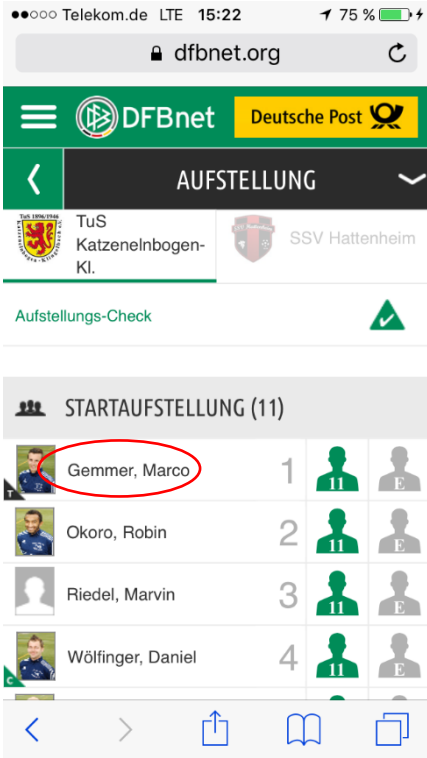 Telekom.de LTE 15:22 75 %
dfbnet.org
DFBnet Deutsche Post
AUFSTELLUNG
TuS
Katzenelnbogen-
Kl.
SSV Hattenheim
Aufstellungs-Check
STARTAUFSTELLUNG (11)
Gemmer, Marco 1 11 E
T
Okoro, Robin 2 11 E
Riedel, Marvin 3 11 E
Wölfinger, Daniel 4 11 E
C